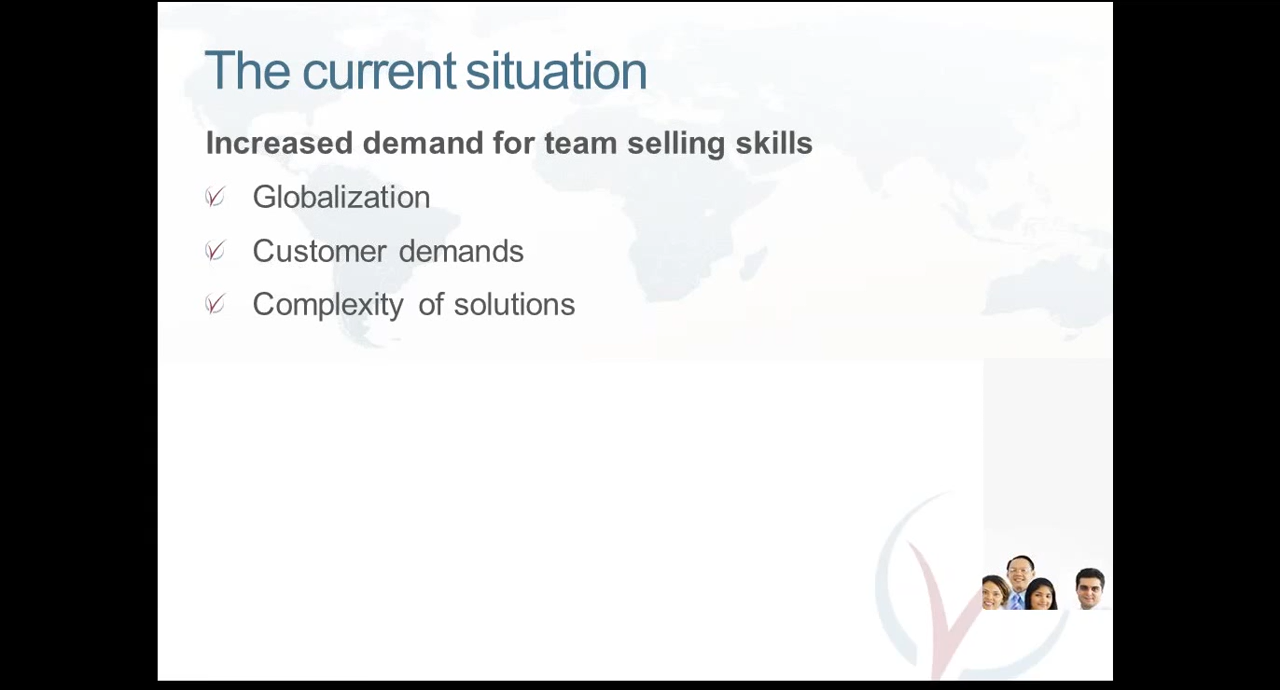 The current situation
Increased demand for team selling skills
Globalization
Customer demands
Complexity of solutions